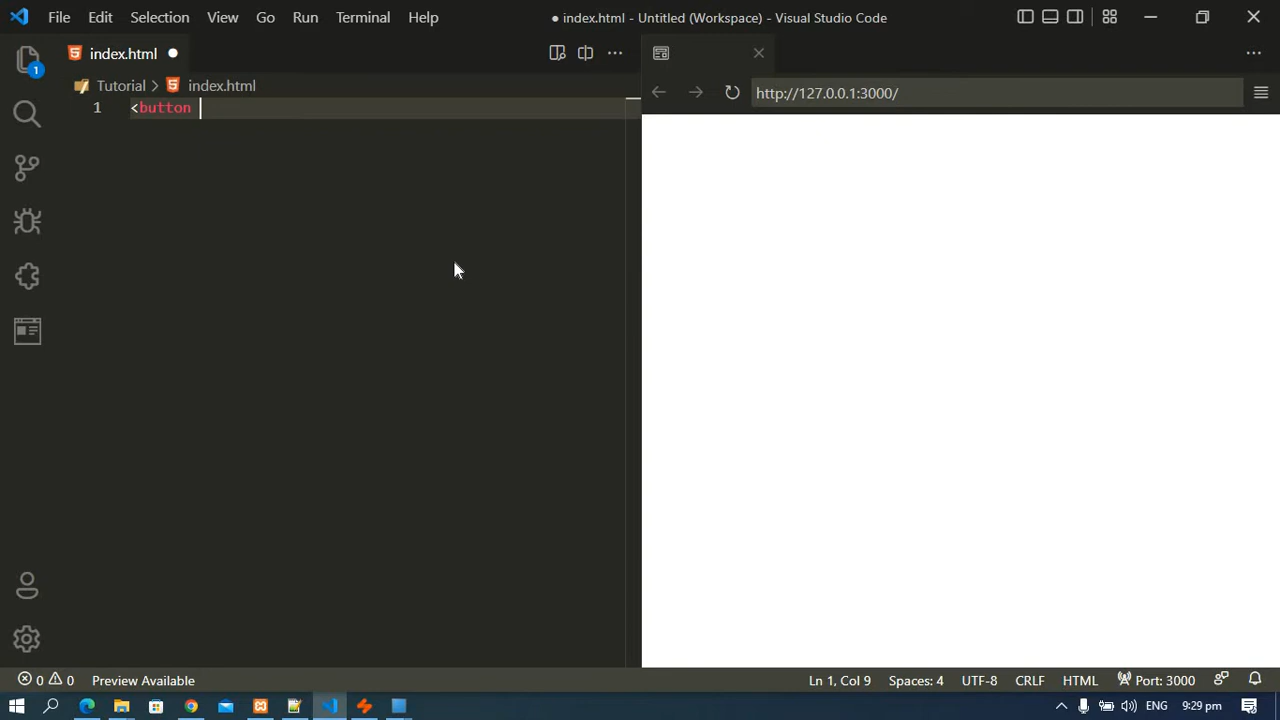 File Edit Selection View Go Run Terminal Help ● index.html - Untitled (Workspace) - Visual Studio Code
index.html
Tutorial > index.html
http://127.0.0.1:3000/
1 <button
1
0 0 Preview Available Ln 1, Col 9 Spaces: 4 UTF-8 CRLF HTML Port: 3000
ENG 9:29 pm